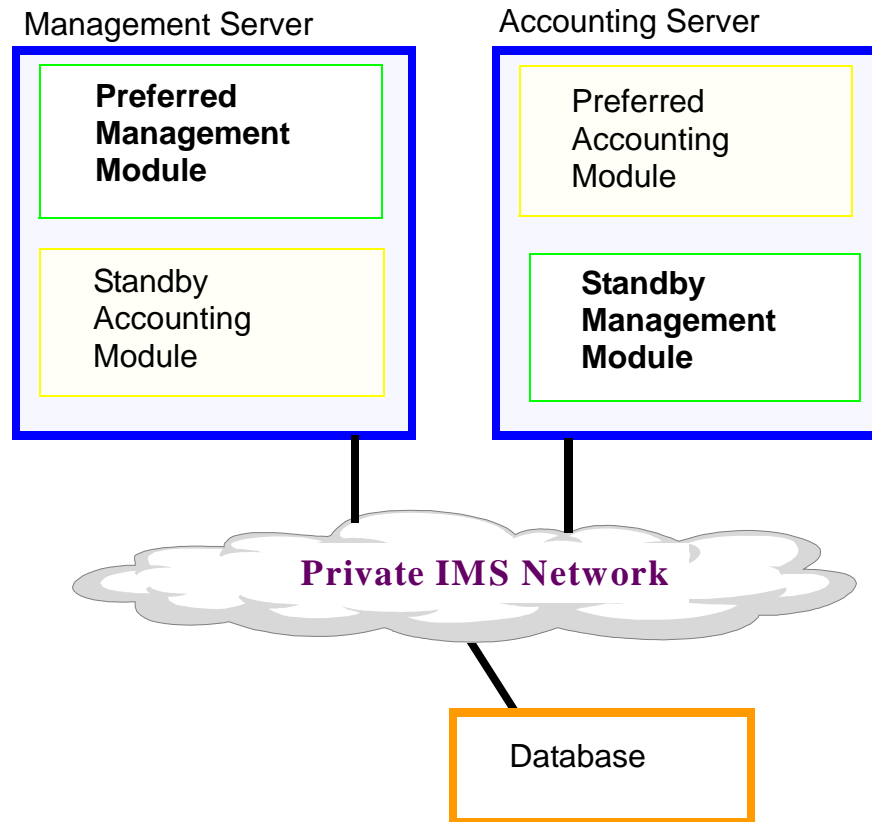 Management Server
Preferred
Management
Module
Standby
Accounting
Module
Accounting Server
Preferred
Accounting
Module
Standby
Management
Module
Private IMS Network
Database